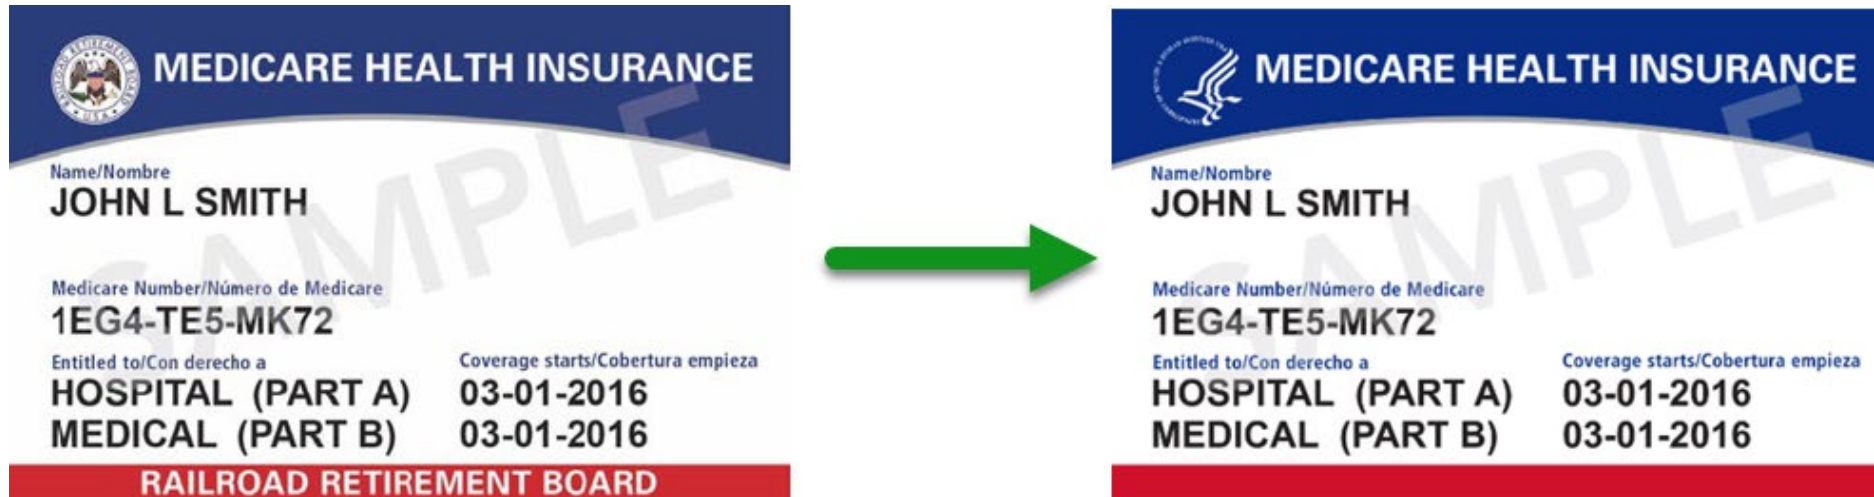 MEDICARE HEALTH INSURANCE
Name/Nombre
JOHN L SMITH
Medicare Number/Número de Medicare
1EG4-TE5-MK72
Entitled to/Con derecho a Coverage starts/Cobertura empieza
HOSPITAL (PART A) 03-01-2016
MEDICAL (PART B) 03-01-2016
RAILROAD RETIREMENT BOARD
SAMPLE
MEDICARE HEALTH INSURANCE
Name/Nombre
JOHN L SMITH
Medicare Number/Número de Medicare
1EG4-TE5-MK72
Entitled to/Con derecho a Coverage starts/Cobertura empieza
HOSPITAL (PART A) 03-01-2016
MEDICAL (PART B) 03-01-2016
SAMPLE